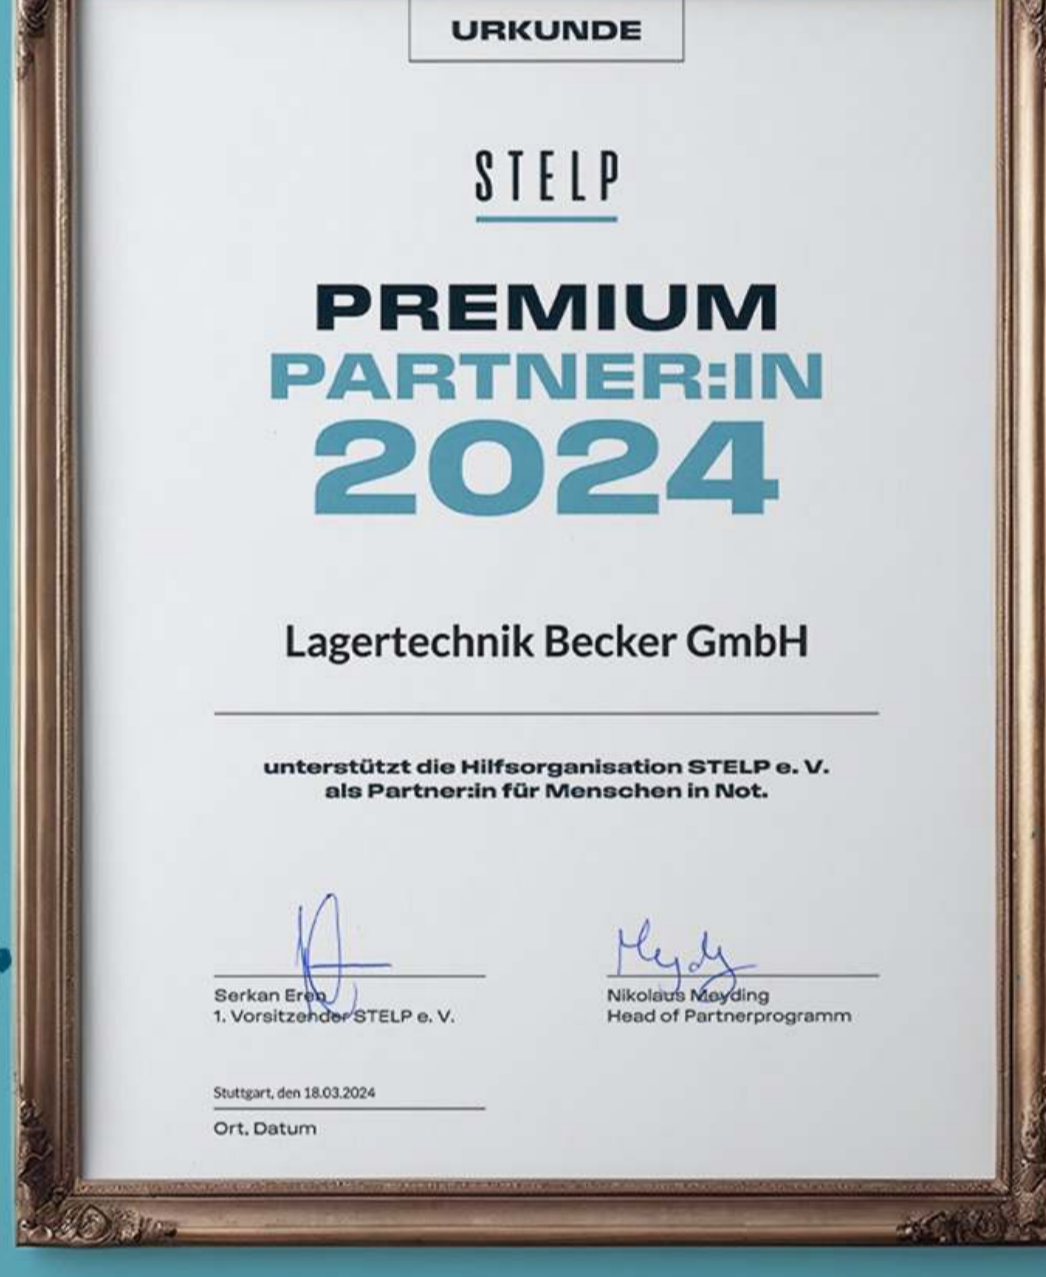 URKUNDE
STELP
PREMIUM
PARTNER:IN
2024
Lagertechnik Becker GmbH
unterstützt die Hilfsorganisation STELP e. V.
als Partner:in für Menschen in Not.
Serkan Eren
1. Vorsitzender STELP e. V.
Meydg
Nikolaus Meyding
Head of Partnerprogramm
Stuttgart, den 18.03.2024
Ort, Datum